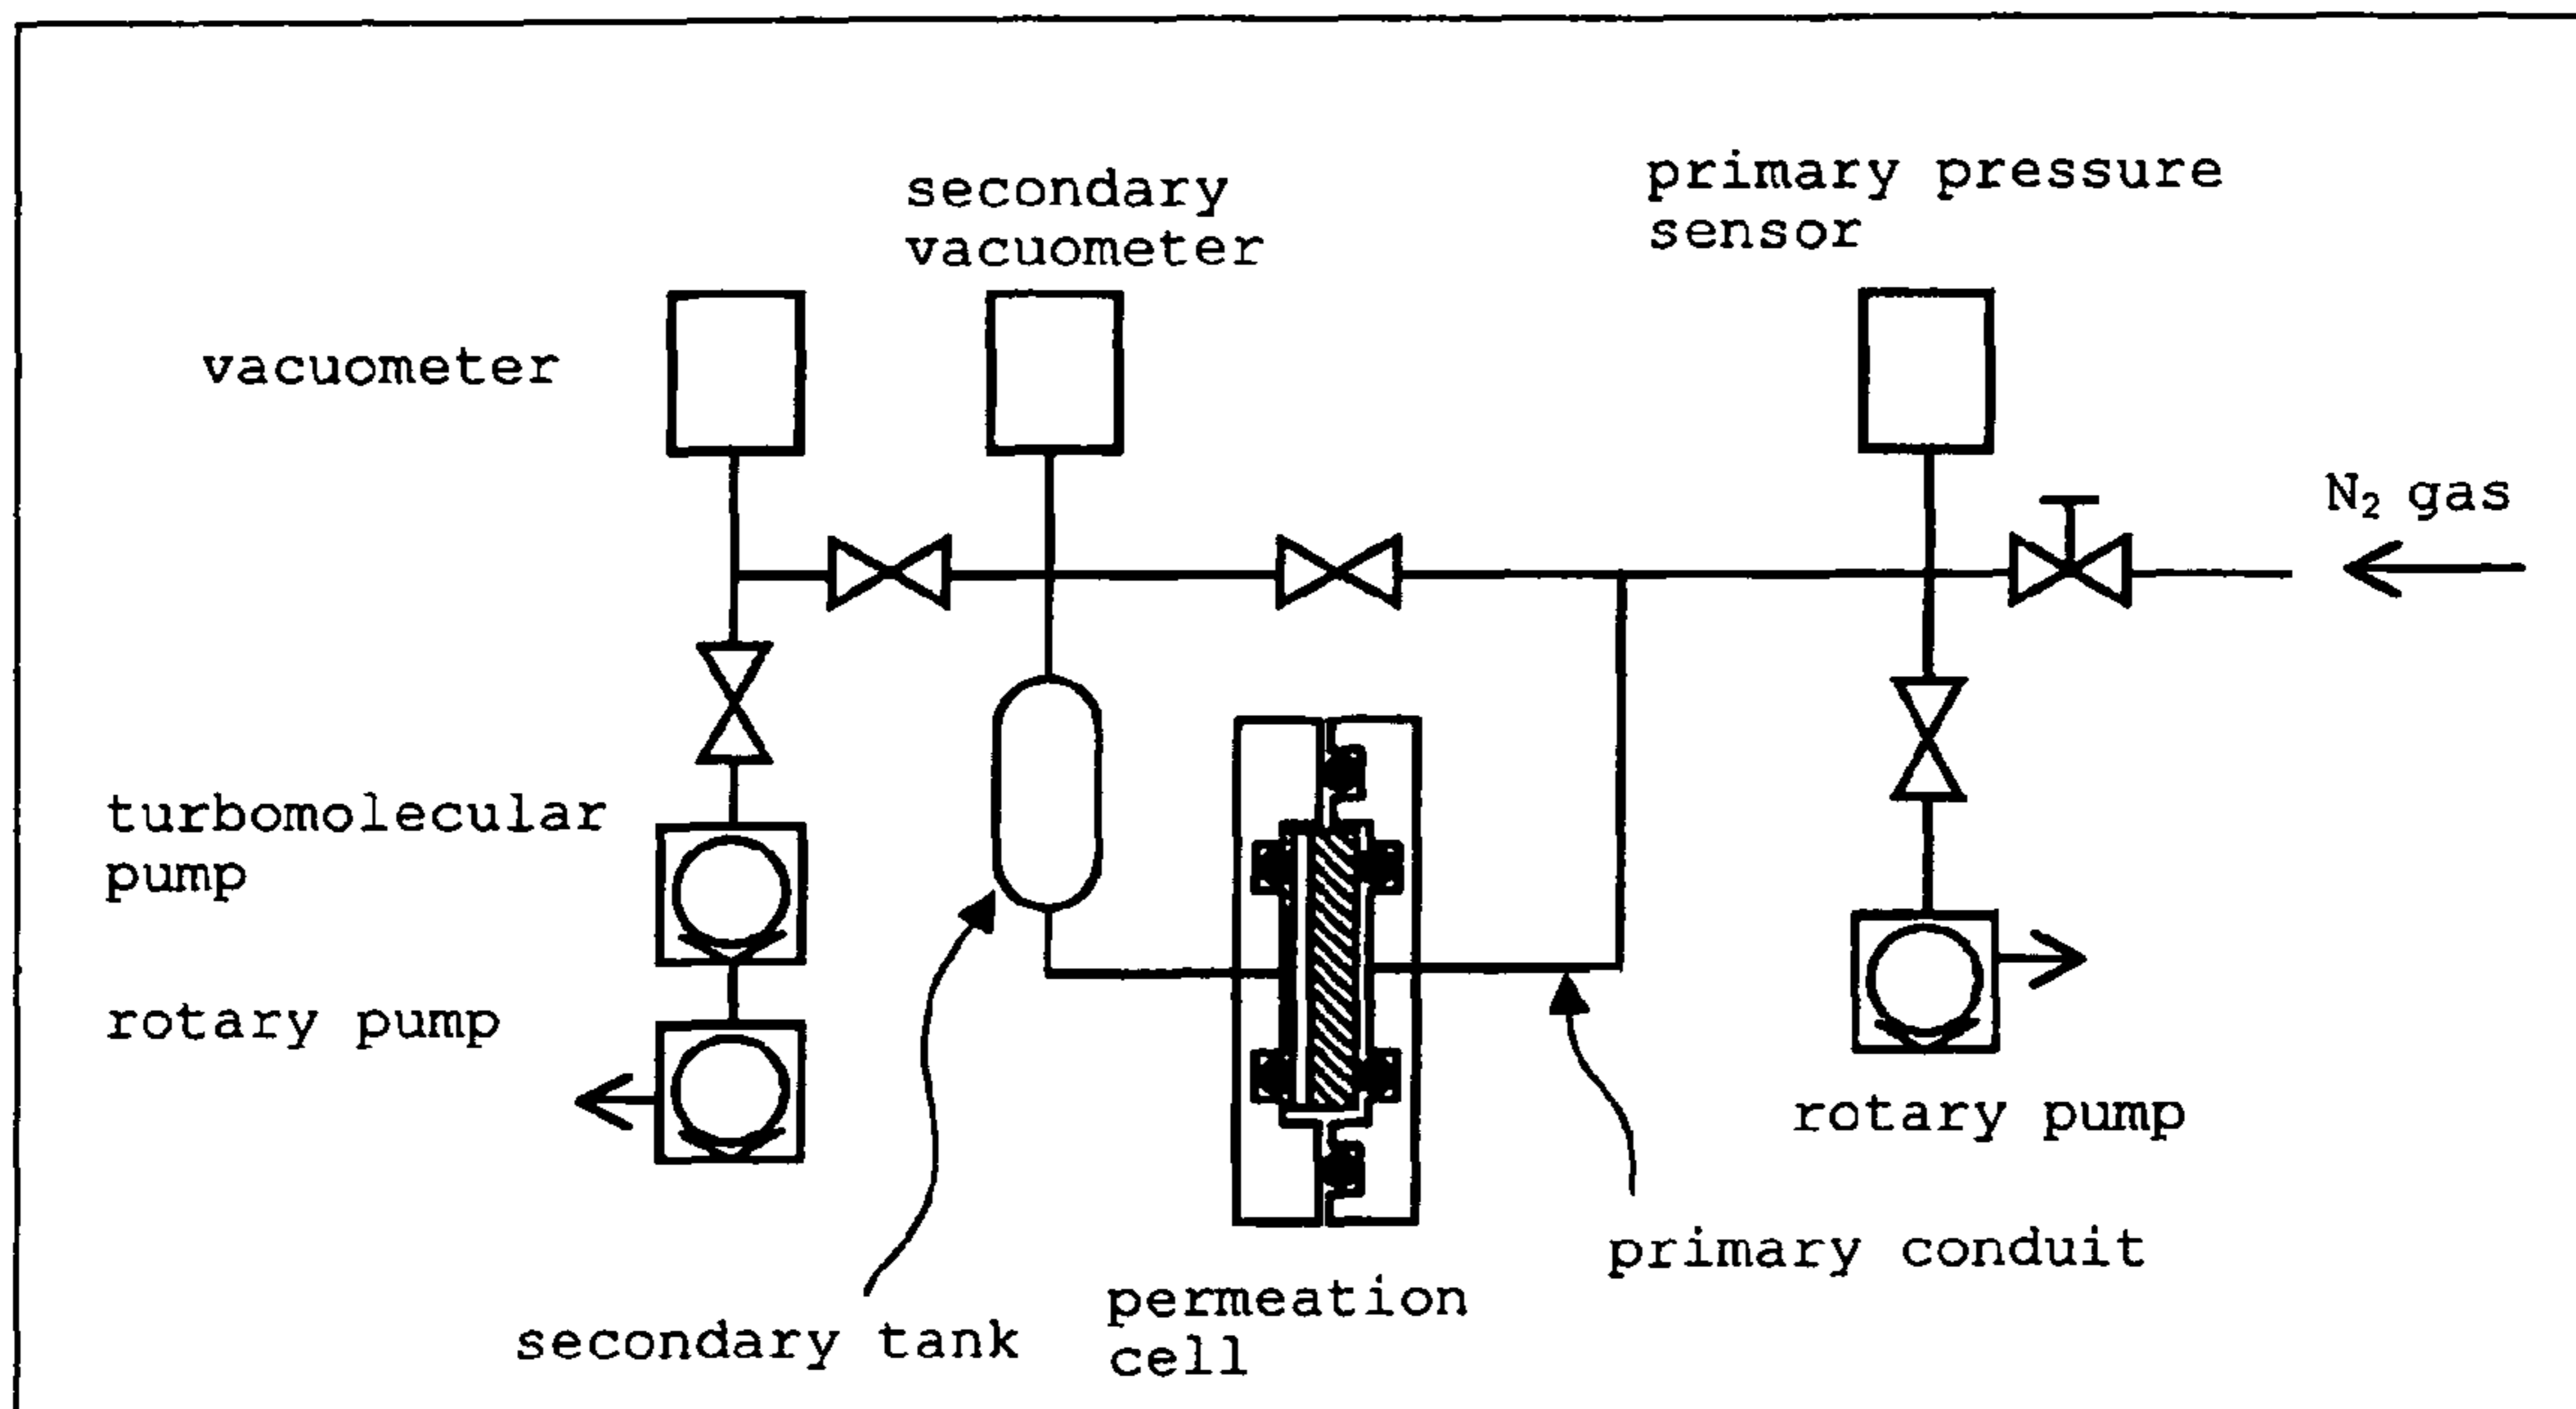 primary pressure
sensor
secondary
vacuometer
vacuometer
N₂ gas
turbomolecular
pump
rotary pump
rotary pump
primary conduit
permeation
cell
secondary tank